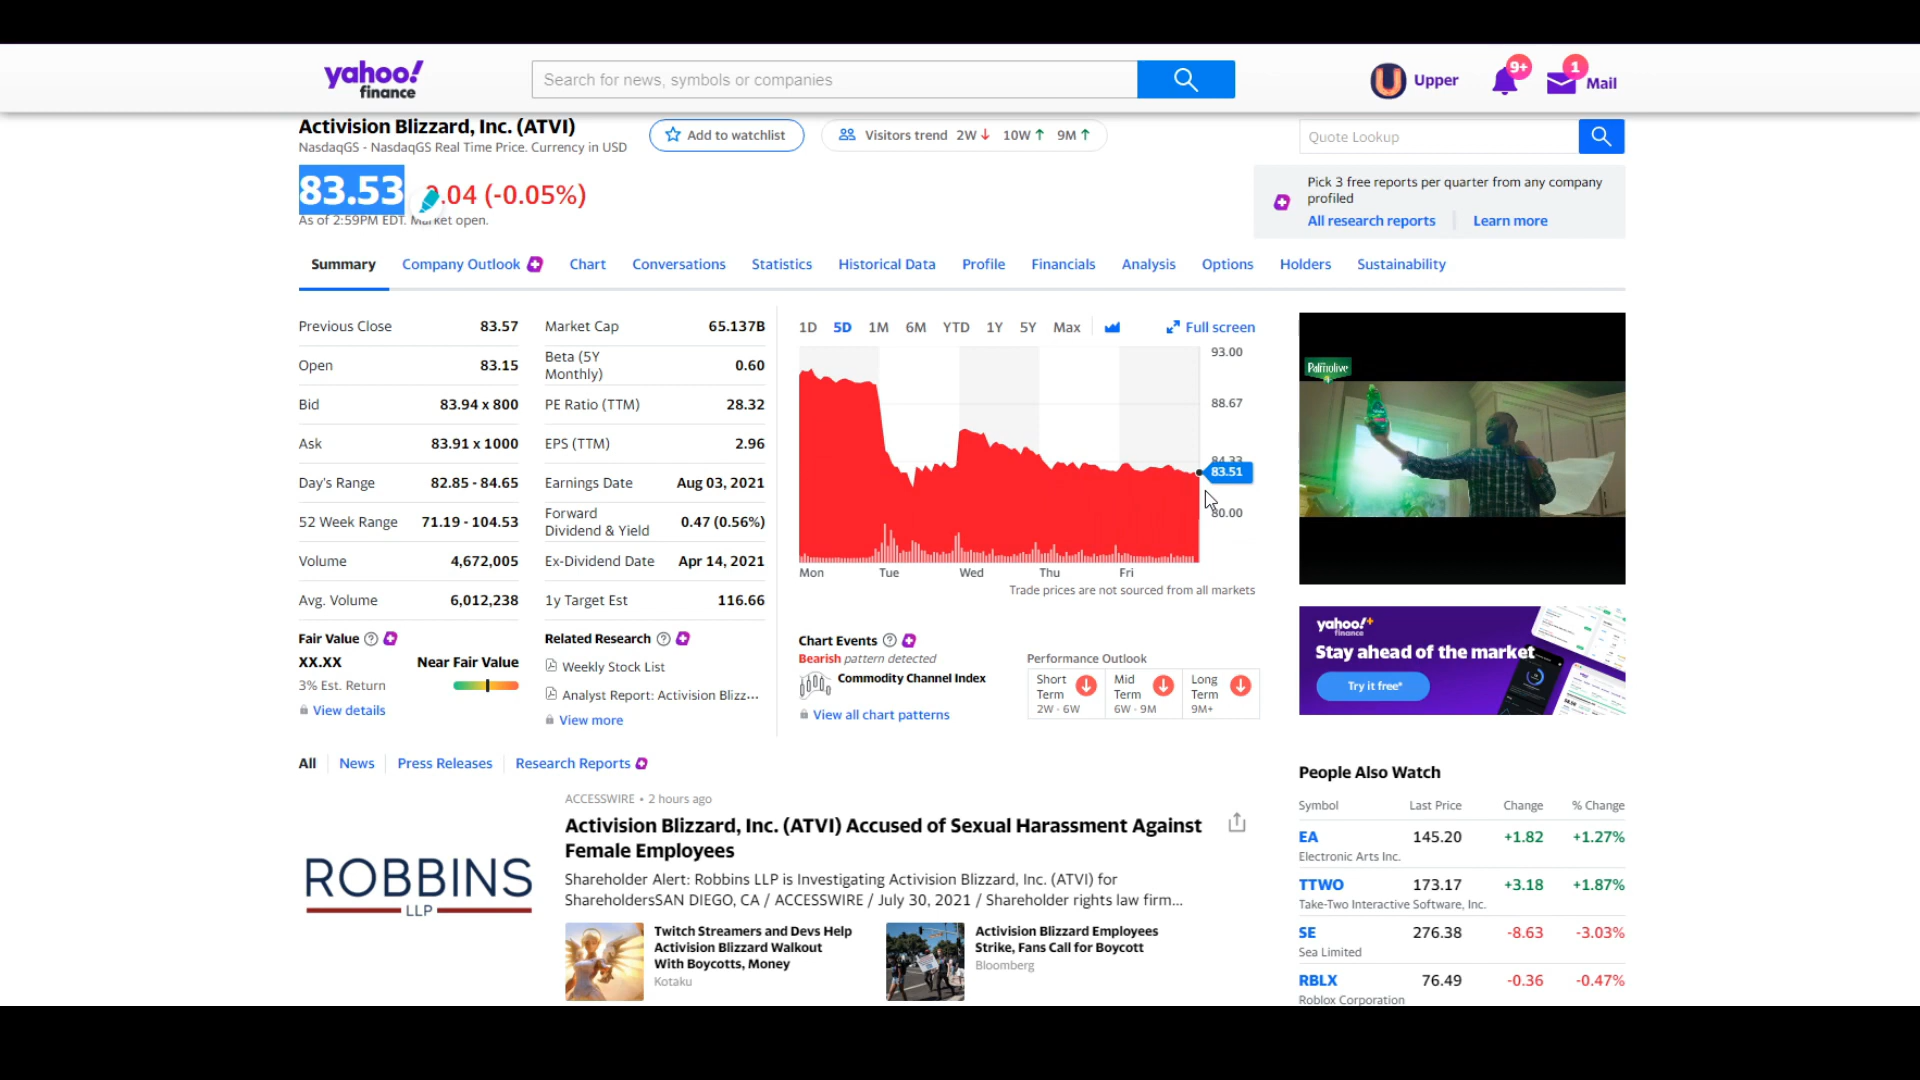 yahoo!
finance
Search for news, symbols or companies
Upper
9+
1
Mail
Activision Blizzard, Inc. (ATVI)
NasdaqGS - NasdaqGS Real Time Price. Currency in USD
Add to watchlist
Visitors trend 2W 10W 9M
Quote Lookup
83.53 .04 (-0.05%)
As of 2:59PM EDT. Market open.
Pick 3 free reports per quarter from any company
profiled
All research reports
Learn more
Summary
Company Outlook
Chart
Conversations
Statistics
Historical Data
Profile
Financials
Analysis
Options
Holders
Sustainability
Previous Close 83.57
Open 83.15
Bid 83.94 x 800
Ask 83.91 x 1000
Day's Range 82.85 - 84.65
52 Week Range 71.19 - 104.53
Volume 4,672,005
Avg. Volume 6,012,238
Market Cap 65.137B
Beta (5Y
Monthly) 0.60
PE Ratio (TTM) 28.32
EPS (TTM) 2.96
Earnings Date Aug 03, 2021
Forward
Dividend & Yield 0.47 (0.56%)
Ex-Dividend Date Apr 14, 2021
1y Target Est 116.66
1D 5D 1M 6M YTD 1Y 5Y Max
Full screen
93.00
88.67
84.33
83.51
80.00
Mon Tue Wed Thu Fri
Trade prices are not sourced from all markets
Palmolive
Fair Value
XX.XX Near Fair Value
3% Est. Return
View details
Related Research
Weekly Stock List
Analyst Report: Activision Blizz...
View more
Chart Events
Bearish pattern detected
Commodity Channel Index
View all chart patterns
Performance Outlook
Short
Term
2W - 6W
Mid
Term
6W - 9M
Long
Term
9M+
yahoo!+
finance
Stay ahead of the market
Try it free*
All
News
Press Releases
Research Reports
ACCESSWIRE • 2 hours ago
Activision Blizzard, Inc. (ATVI) Accused of Sexual Harassment Against
Female Employees
Shareholder Alert: Robbins LLP is Investigating Activision Blizzard, Inc. (ATVI) for
ShareholdersSAN DIEGO, CA / ACCESSWIRE / July 30, 2021 / Shareholder rights law firm...
ROBBINS
LLP
Twitch Streamers and Devs Help
Activision Blizzard Walkout
With Boycotts, Money
Kotaku
Activision Blizzard Employees
Strike, Fans Call for Boycott
Bloomberg
People Also Watch
Symbol Last Price Change % Change
EA 145.20 +1.82 +1.27%
Electronic Arts Inc.
TTWO 173.17 +3.18 +1.87%
Take-Two Interactive Software, Inc.
SE 276.38 -8.63 -3.03%
Sea Limited
RBLX 76.49 -0.36 -0.47%
Roblox Corporation